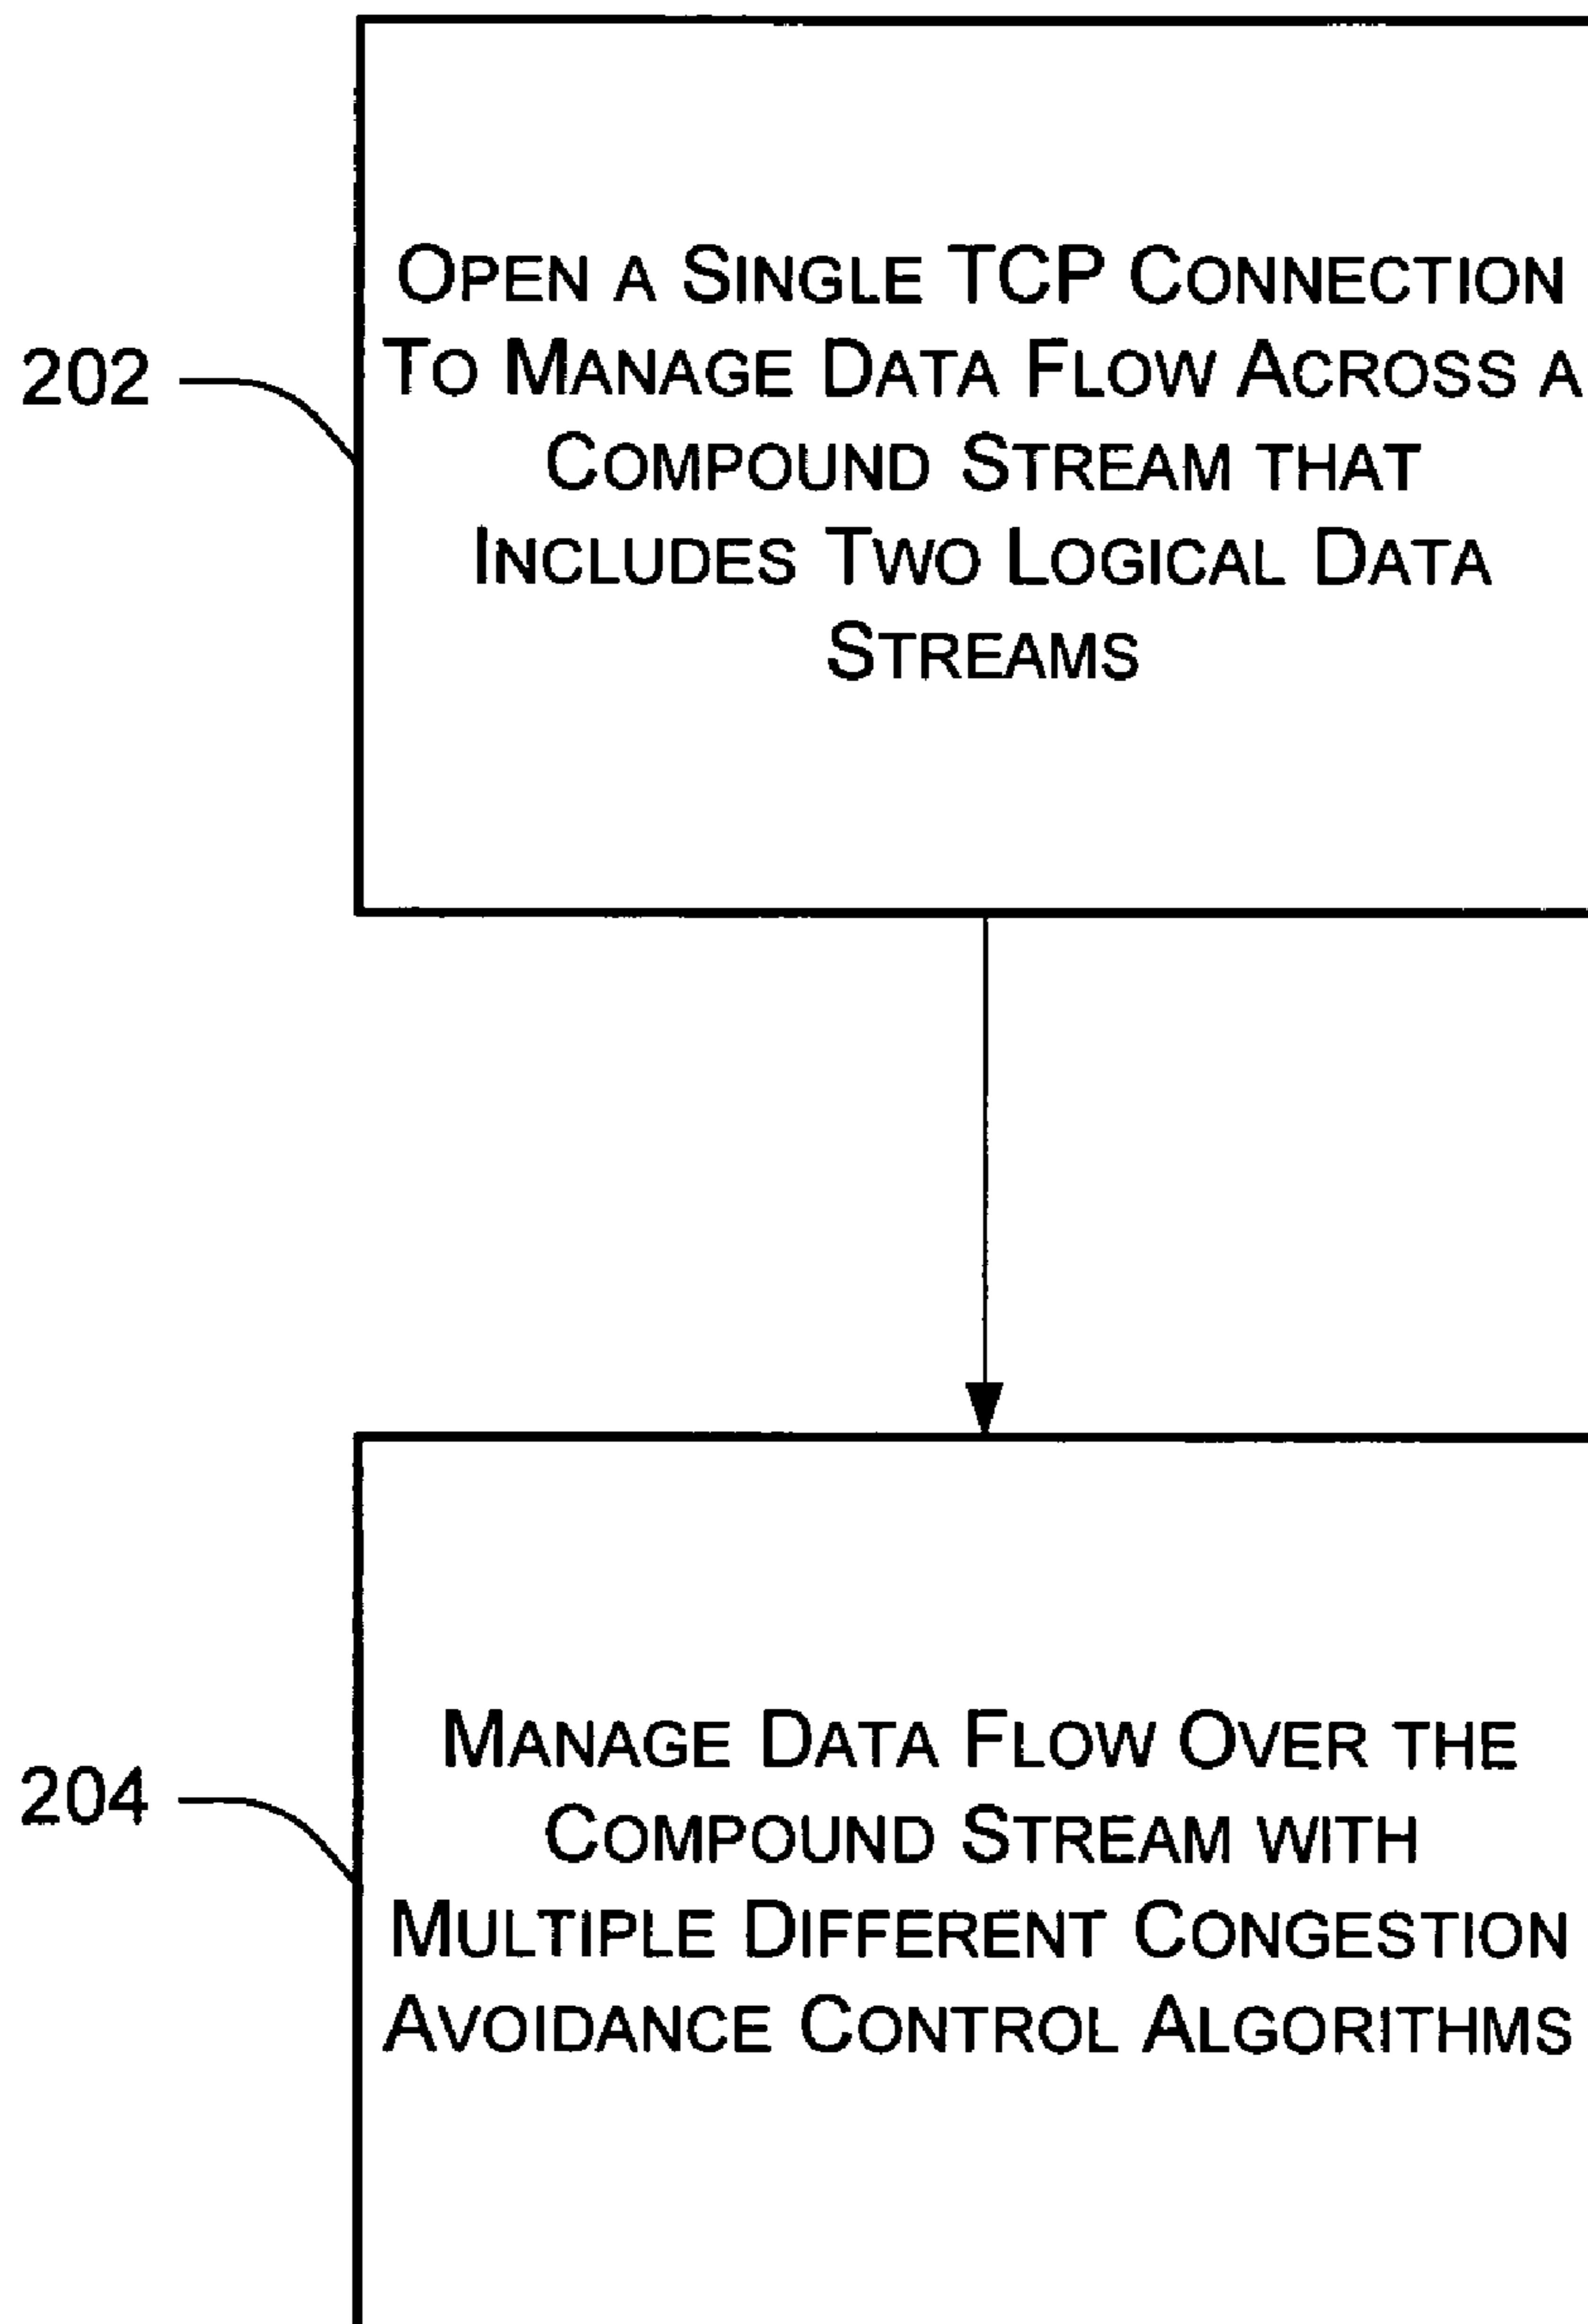 OPEN A SINGLE TCP CONNECTION
202
TO MANAGE DATA FLOW ACROSS A
COMPOUND STREAM THAT
INCLUDES TWO LOGICAL DATA
STREAMS
MANAGE DATA FLOW OVER THE
204
COMPOUND STREAM WITH
MULTIPLE DIFFERENT CONGESTION
AVOIDANCE CONTROL ALGORITHMS